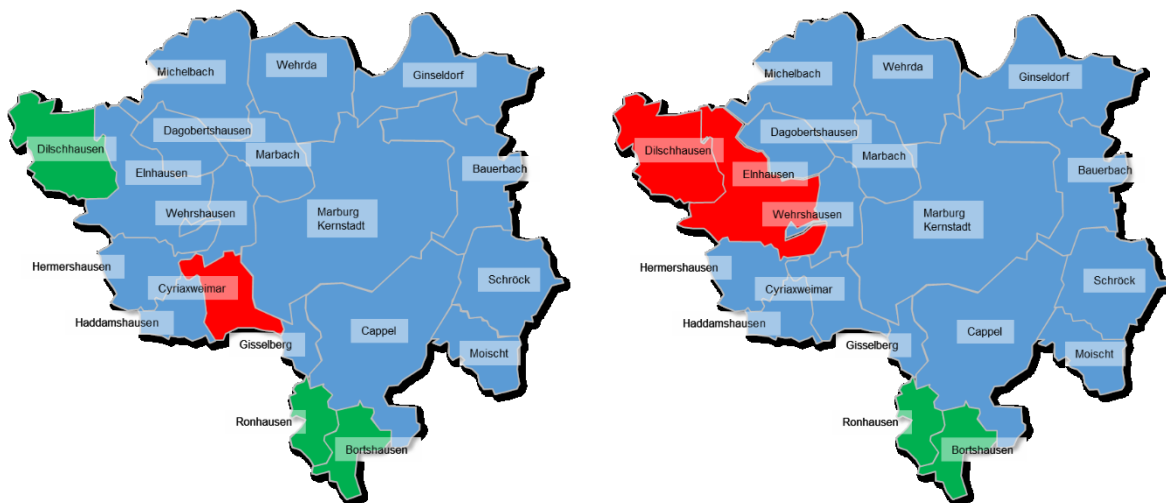 Michelbach
Wehrda
Ginseldorf
Dagobertshausen
Dilschhausen
Marbach
Elnhausen
Bauerbach
Wehrshausen
Marburg
Kernstadt
Hermershausen
Cyriaxweimar
Schröck
Haddamshausen
Cappel
Gisselberg
Moischt
Ronhausen
Bortshausen
Michelbach
Wehrda
Ginseldorf
Dagobertshausen
Dilschhausen
Marbach
Elnhausen
Bauerbach
Wehrshausen
Marburg
Kernstadt
Hermershausen
Cyriaxweimar
Schröck
Haddamshausen
Cappel
Gisselberg
Moischt
Ronhausen
Bortshausen